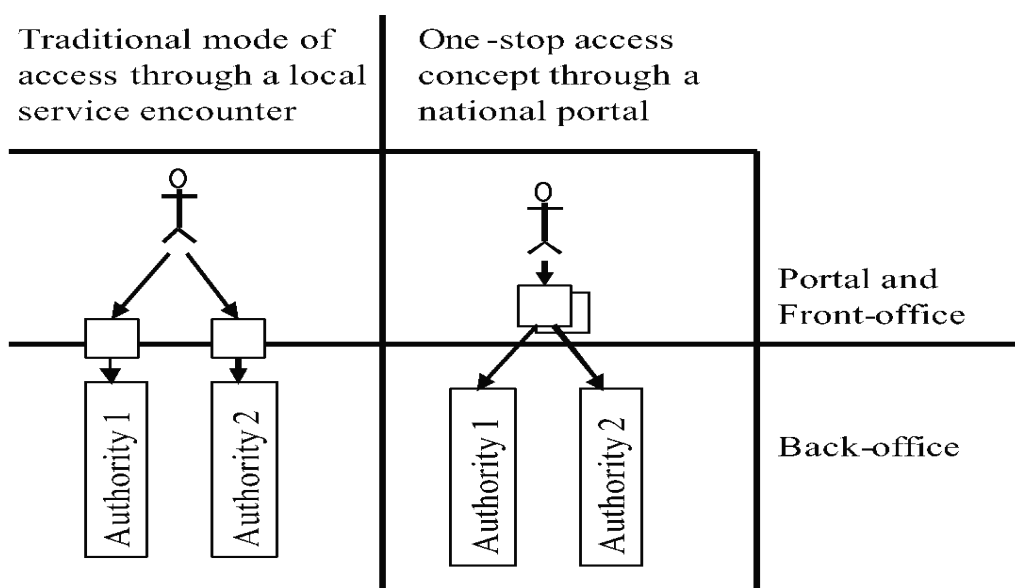 Traditional mode of
access through a local
service encounter
One-stop access
concept through a
national portal
Portal and
Front-office
Authority 1
Authority 2
Authority 1
Authority 2
Back-office